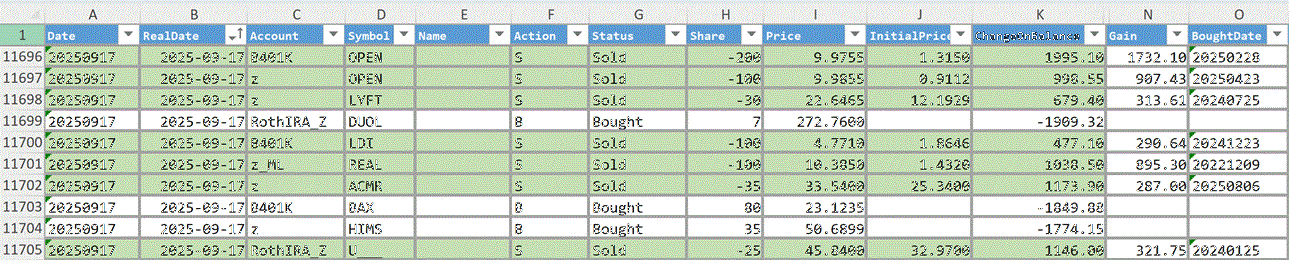 A B C D E F G H I J K N O
1 Date RealDate Account Symbol Name Action Status Share Price InitialPrice ChangeOnBalance Gain BoughtDate
11696 20250917 2025-09-17 8401K OPEN S Sold -200 9.9755 1.3150 1995.10 1732.10 20250228
11697 20250917 2025-09-17 z OPEN S Sold -100 9.9855 0.9112 998.55 907.43 20250423
11698 20250917 2025-09-17 z LYFT S Sold -30 22.6465 12.1929 679.40 313.61 20240725
11699 20250917 2025-09-17 RothIRA_Z DUOL B Bought 7 272.7600 -1909.32
11700 20250917 2025-09-17 8401K LDI S Sold -100 4.7710 1.8646 477.10 290.64 20241223
11701 20250917 2025-09-17 z_ML REAL S Sold -100 10.3850 1.4320 1038.50 895.30 20221209
11702 20250917 2025-09-17 z ACMR S Sold -35 33.5400 25.3400 1173.90 287.00 20250806
11703 20250917 2025-09-17 8401K BAX B Bought 80 23.1235 -1849.88
11704 20250917 2025-09-17 z HIMS B Bought 35 50.6899 -1774.15
11705 20250917 2025-09-17 RothIRA_Z U___ S Sold -25 45.8400 32.9700 1146.00 321.75 20240125